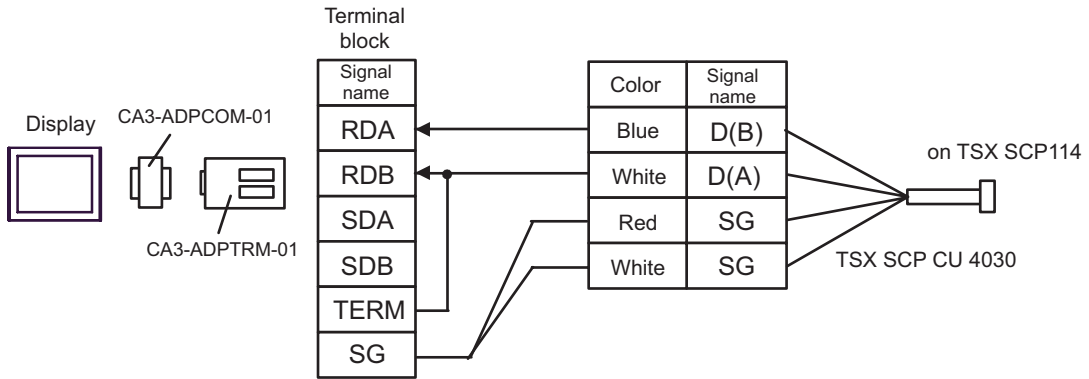 Terminal
block
Signal
name
RDA
RDB
SDA
SDB
TERM
SG
Display
CA3-ADPCOM-01
CA3-ADPTRM-01
Color
Signal
name
Blue
D(B)
White
D(A)
Red
SG
White
SG
on TSX SCP114
TSX SCP CU 4030